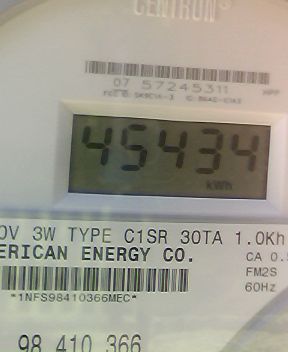 CENTRON®
07 57245311
45434
kWh
0V 3W TYPE C1SR 30TA 1.0Kh
ERICAN ENERGY CO.
CA 0.5
FM2S
*1NFS98410366MEC*
60Hz
98 410 366